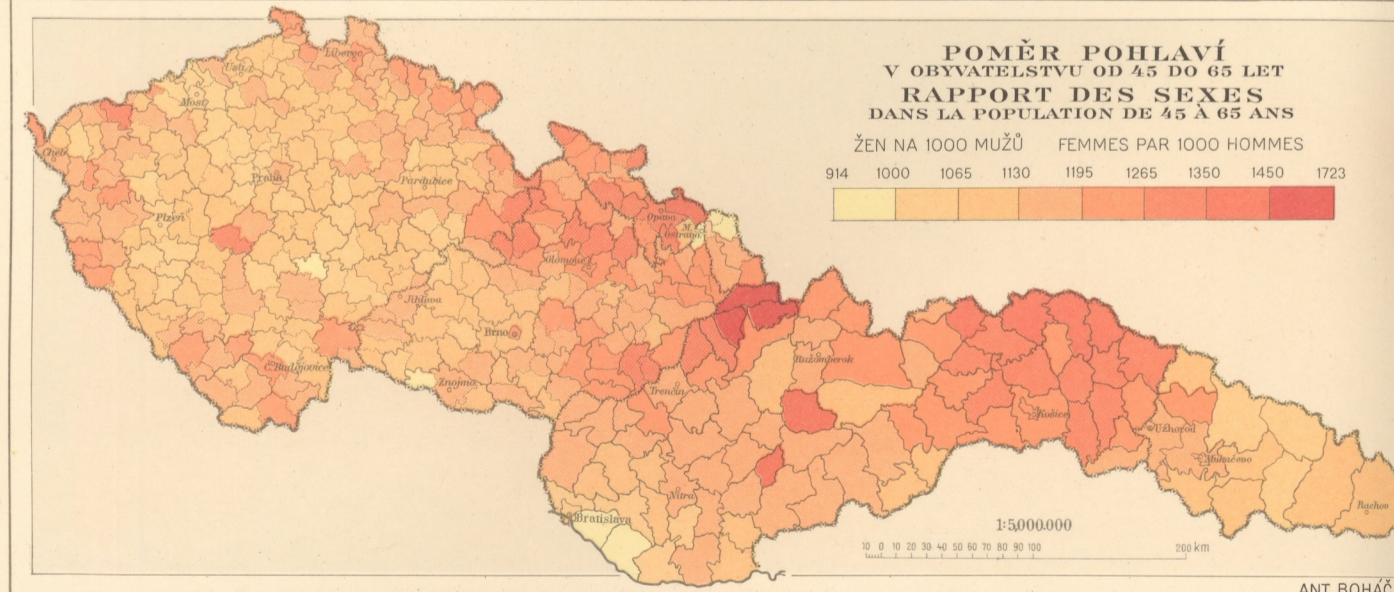 POMĚR POHLAVÍ
V OBYVATELSTVU OD 45 DO 65 LET
RAPPORT DES SEXES
DANS LA POPULATION DE 45 À 65 ANS
ŽEN NA 1000 MUŽŮ FEMMES PAR 1000 HOMMES
914 1000 1065 1130 1195 1265 1350 1450 1723
Liberec
Ústí
Most
Cheb
Praha
Pardubice
Plzeň
Opava
M. Ostrava
Olomouc
Jihlava
Brno
Č. Budějovice
Znojmo
Ružomberok
Trenčín
Košice
Užhorod
Mukačevo
Nitra
Bratislava
Rachov
1:5,000.000
10 0 10 20 30 40 50 60 70 80 90 100 200 km
ANT. BOHÁČ